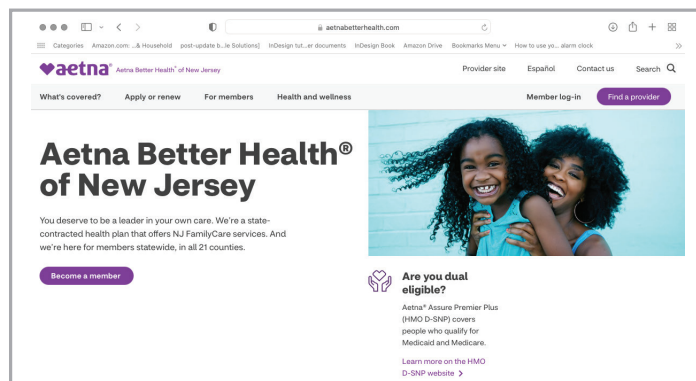 aetnabetterhealth.com
Categories Amazon.com: ...& Household post-update b...le Solutions] InDesign tut...er documents InDesign Book Amazon Drive Bookmarks Menu How to use yo... alarm clock
aetna® Aetna Better Health® of New Jersey
Provider site Español Contact us Search
What's covered? Apply or renew For members Health and wellness Member log-in Find a provider
Aetna Better Health®
of New Jersey
You deserve to be a leader in your own care. We're a state-
contracted health plan that offers NJ FamilyCare services. And
we're here for members statewide, in all 21 counties.
Become a member
Are you dual
eligible?
Aetna® Assure Premier Plus
(HMO D-SNP) covers
people who qualify for
Medicaid and Medicare.
Learn more on the HMO
D-SNP website